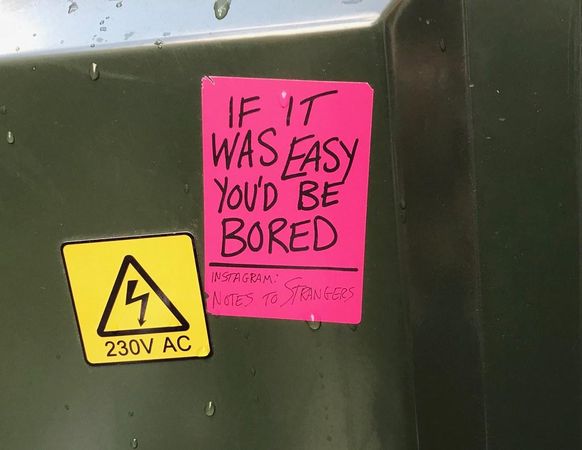 IF IT
WAS EASY
YOU'D BE
BORED
INSTAGRAM:
NOTES TO STRANGERS
230V AC